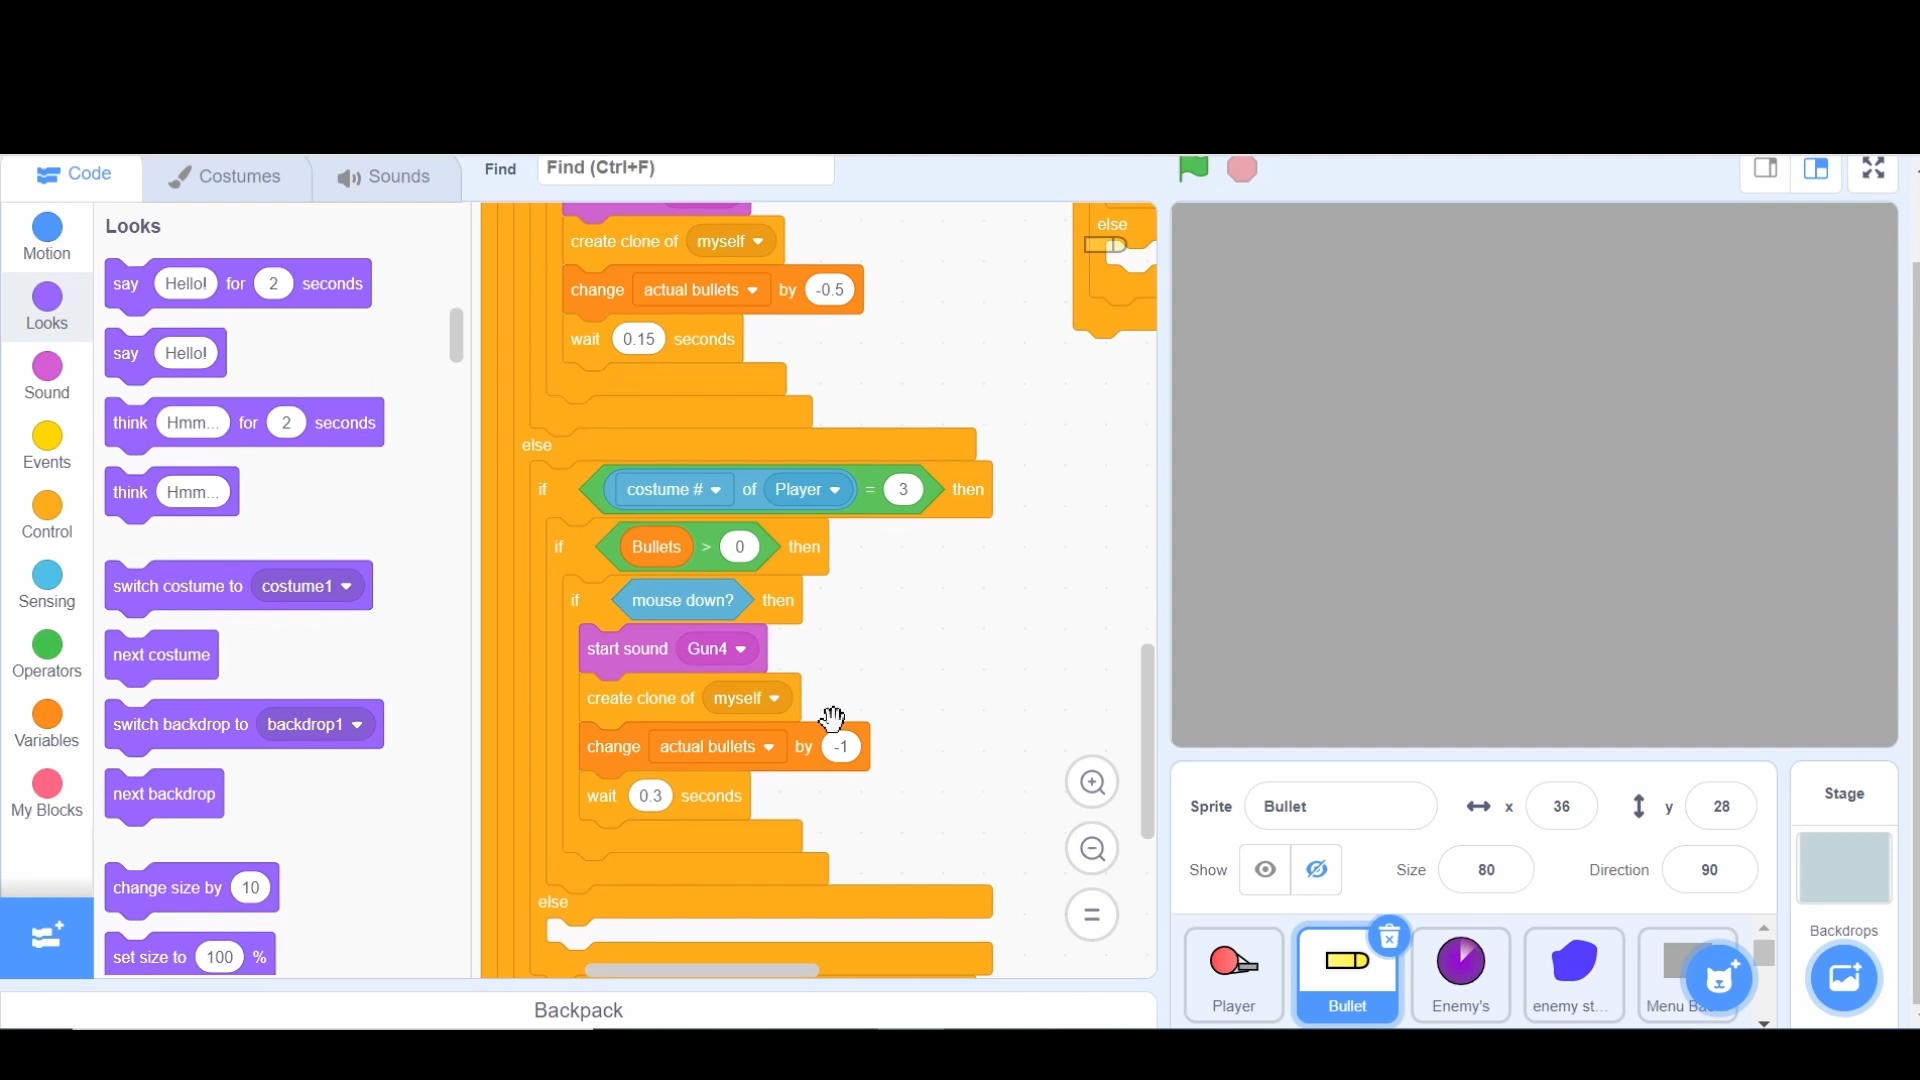 Code
Costumes
Sounds
Find
Find (Ctrl+F)
Motion
Looks
Sound
Events
Control
Sensing
Operators
Variables
My Blocks
Looks
say Hello! for 2 seconds
say Hello!
think Hmm... for 2 seconds
think Hmm...
switch costume to costume1
next costume
switch backdrop to backdrop1
next backdrop
change size by 10
set size to 100 %
create clone of myself
change actual bullets by -0.5
wait 0.15 seconds
else
if costume # of Player = 3 then
if Bullets > 0 then
if mouse down? then
start sound Gun4
create clone of myself
change actual bullets by -1
wait 0.3 seconds
else
else
Backpack
Sprite Bullet x 36 y 28
Show Size 80 Direction 90
Player
Bullet
Enemy's
enemy st...
Menu
Stage
Backdrops